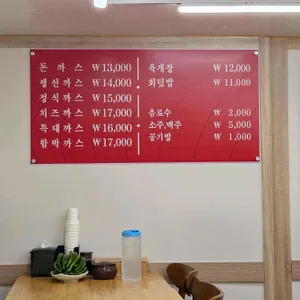 돈 까 스 ₩13,000
생선까스 ₩14,000
정식까스 ₩15,000
치즈까스 ₩17,000
특대까스 ₩16,000
함박까스 ₩17,000
육개장 ₩ 12,000
회덮밥 ₩ 11,000
음료수 ₩ 2,000
소주,맥주 ₩ 5,000
공기밥 ₩ 1,000